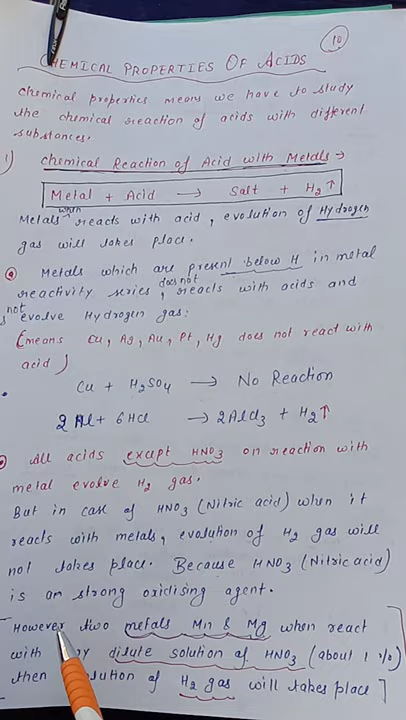 10
CHEMICAL PROPERTIES OF ACIDS
chemical properties means we have to study
the chemical reaction of acids with different
substances.
1) chemical Reaction of Acid with Metals →
Metal + Acid → Salt + H2 ↑
Metals when reacts with acid, evolution of Hydrogen
gas will takes place.
Metals which are present below H in metal
reactivity series, does not reacts with acids and
not evolve Hydrogen gas:
(means Cu, Ag, Au, Pt, Hg does not react with
acid)
Cu + H2SO4 → No Reaction
2Al + 6HCl → 2AlCl3 + H2↑
All acids except HNO3 on reaction with
metal evolve H2 gas.
But in case of HNO3 (Nitric acid) when it
reacts with metals, evolution of H2 gas will
not takes place. Because HNO3 (Nitric acid)
is an strong oxidising agent.
[However two metals Mn & Mg when react
with dilute solution of HNO3 (about 1%)
then of H2 gas will takes place]